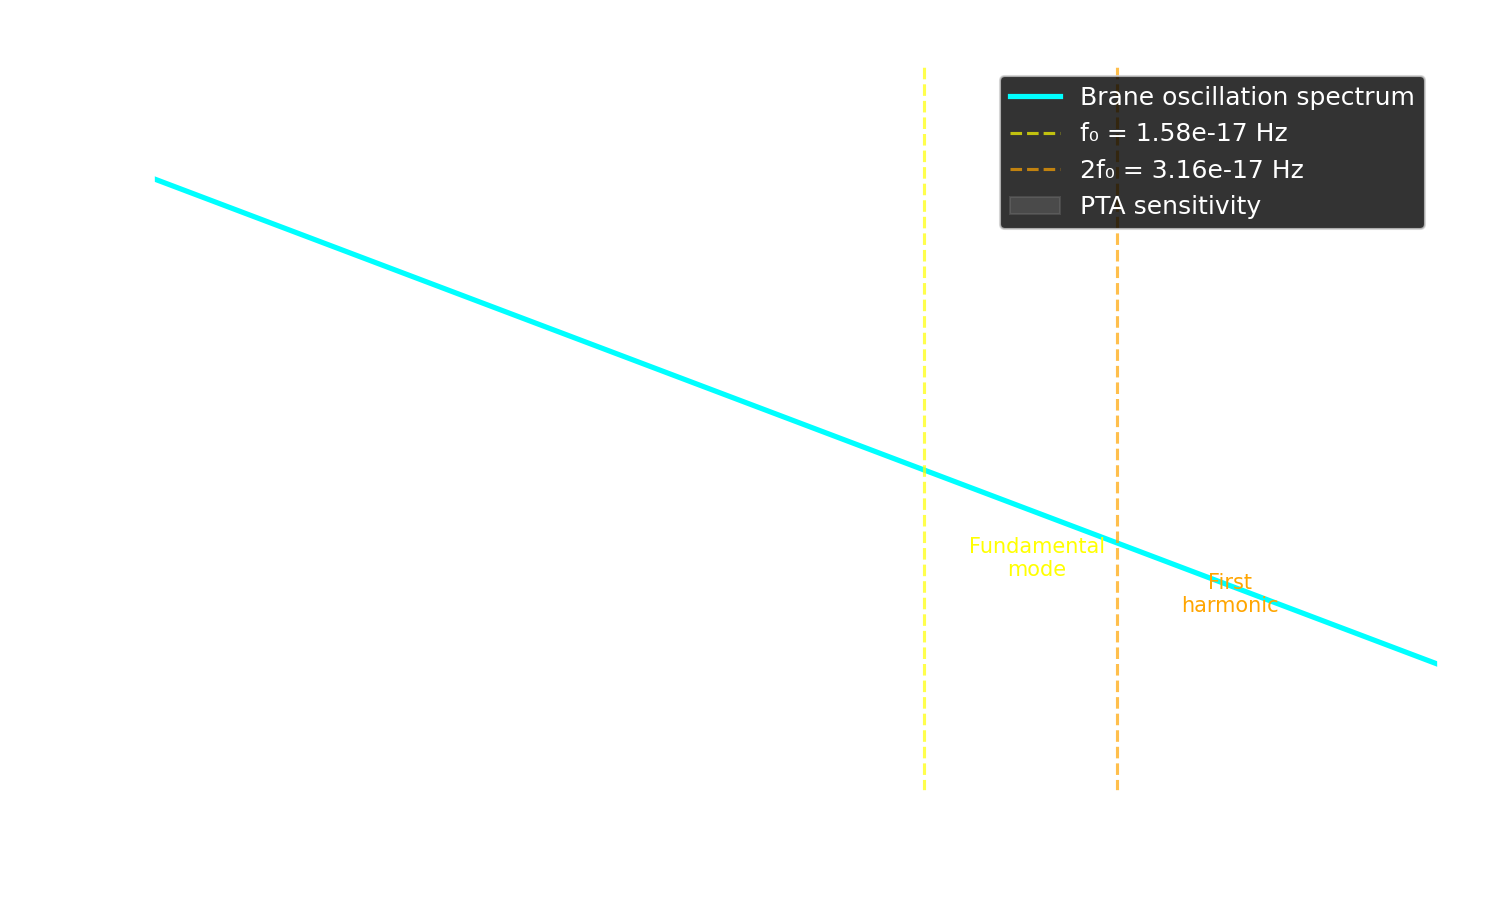 Brane oscillation spectrum
f₀ = 1.58e-17 Hz
2f₀ = 3.16e-17 Hz
PTA sensitivity
Fundamental
mode
First
harmonic